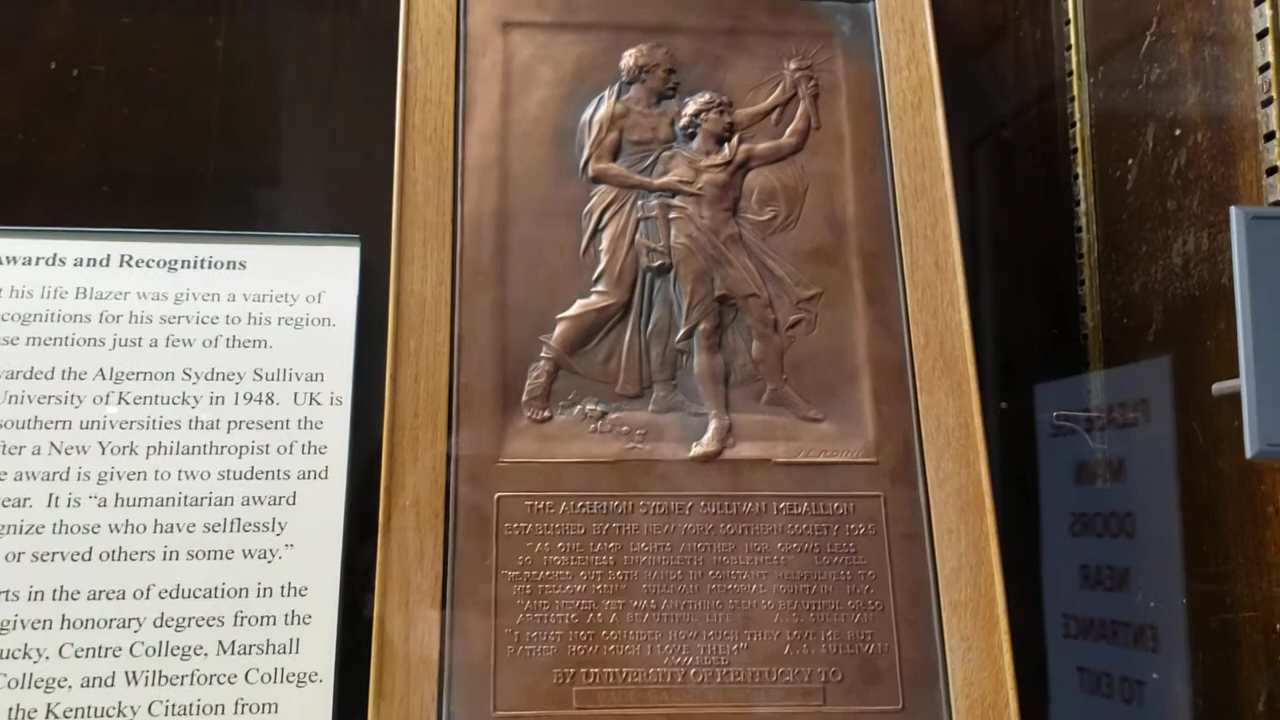 Awards and Recognitions
t his life Blazer was given a variety of
cognitions for his service to his region.
se mentions just a few of them.
warded the Algernon Sydney Sullivan
University of Kentucky in 1948. UK is
southern universities that present the
fter a New York philanthropist of the
e award is given to two students and
ear. It is “a humanitarian award
gnize those who have selflessly
or served others in some way.”
rts in the area of education in the
given honorary degrees from the
ucky, Centre College, Marshall
College, and Wilberforce College.
the Kentucky Citation from
THE ALGERNON SYDNEY SULLIVAN MEDALLION
ESTABLISHED BY THE NEW YORK SOUTHERN SOCIETY 1925
"AS ONE LAMP LIGHTS ANOTHER NOR GROWS LESS
SO NOBLENESS ENKINDLETH NOBLENESS" LOWELL
"HE REACHED OUT BOTH HANDS IN CONSTANT HELPFULNESS TO
HIS FELLOW MEN" SULLIVAN MEMORIAL FOUNTAIN N.Y.
"AND NEVER YET WAS ANYTHING SEEN SO BEAUTIFUL OR SO
ARTISTIC AS A BEAUTIFUL LIFE" A.S. SULLIVAN
"I MUST NOT CONSIDER HOW MUCH THEY LOVE ME BUT
RATHER HOW MUCH I LOVE THEM" A.S. SULLIVAN
AWARDED
BY UNIVERSITY OF KENTUCKY TO
PLEASE USE
MAIN
DOORS
NEAR
ENTRANCE
TO EXIT